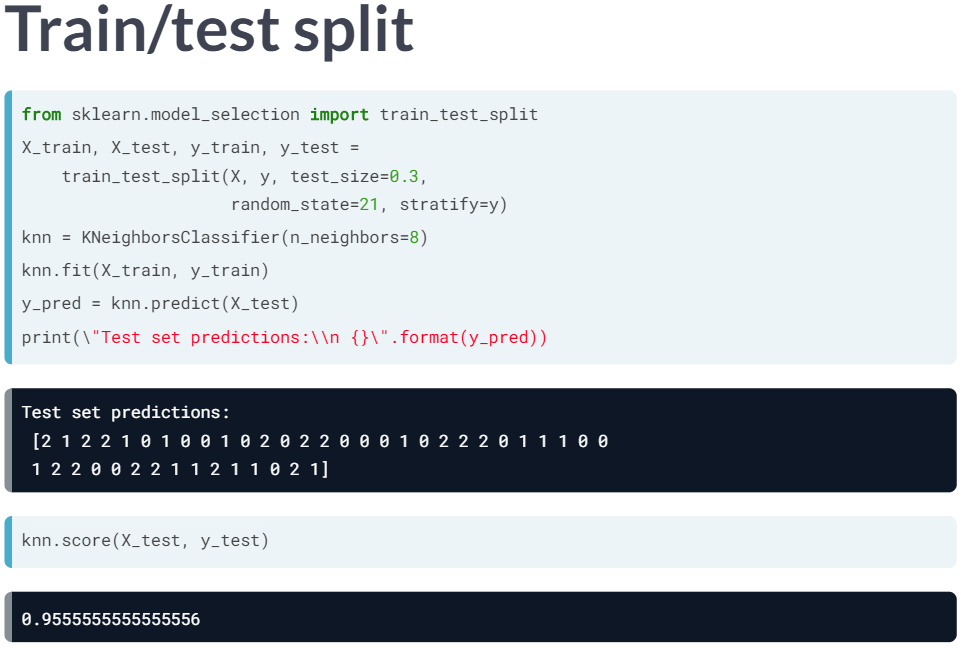 Train/test split
from sklearn.model_selection import train_test_split
X_train, X_test, y_train, y_test =
    train_test_split(X, y, test_size=0.3,
                     random_state=21, stratify=y)
knn = KNeighborsClassifier(n_neighbors=8)
knn.fit(X_train, y_train)
y_pred = knn.predict(X_test)
print(\"Test set predictions:\\n {}\".format(y_pred))
Test set predictions:
 [2 1 2 2 1 0 1 0 0 1 0 2 0 2 2 0 0 0 1 0 2 2 2 0 1 1 1 0 0
 1 2 2 0 0 2 2 1 1 2 1 1 0 2 1]
knn.score(X_test, y_test)
0.9555555555555556